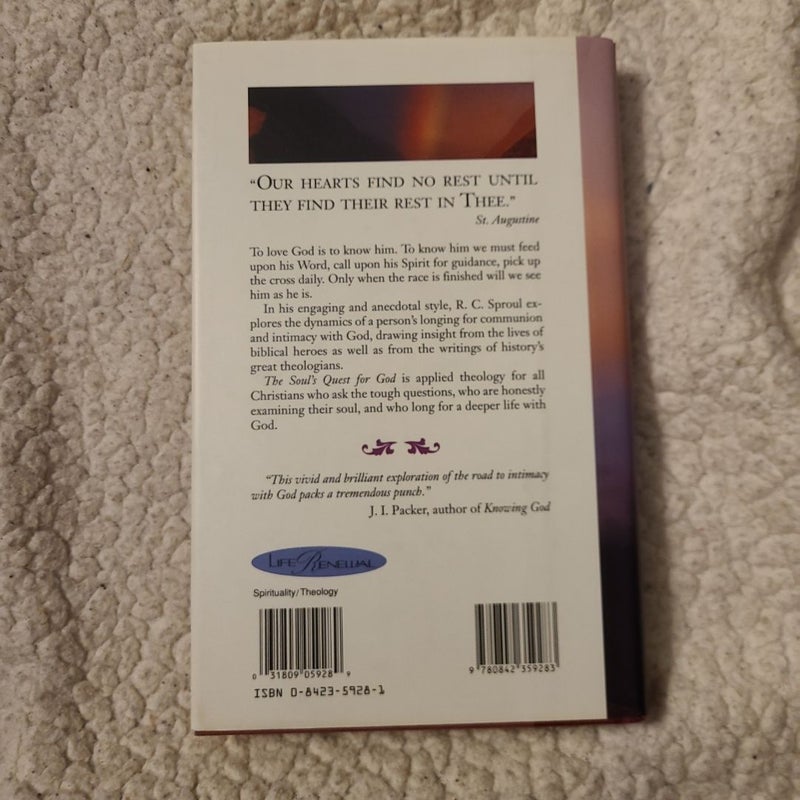 “OUR HEARTS FIND NO REST UNTIL
THEY FIND THEIR REST IN THEE.”
St. Augustine
To love God is to know him. To know him we must feed
upon his Word, call upon his Spirit for guidance, pick up
the cross daily. Only when the race is finished will we see
him as he is.
In his engaging and anecdotal style, R. C. Sproul ex-
plores the dynamics of a person's longing for communion
and intimacy with God, drawing insight from the lives of
biblical heroes as well as from the writings of history's
great theologians.
The Soul's Quest for God is applied theology for all
Christians who ask the tough questions, who are honestly
examining their soul, and who long for a deeper life with
God.
“This vivid and brilliant exploration of the road to intimacy
with God packs a tremendous punch.”
J. I. Packer, author of Knowing God
LIFE RENEWAL
Spirituality/Theology
0 31809 05928 9
9 780842 359283
ISBN 0-8423-5928-1